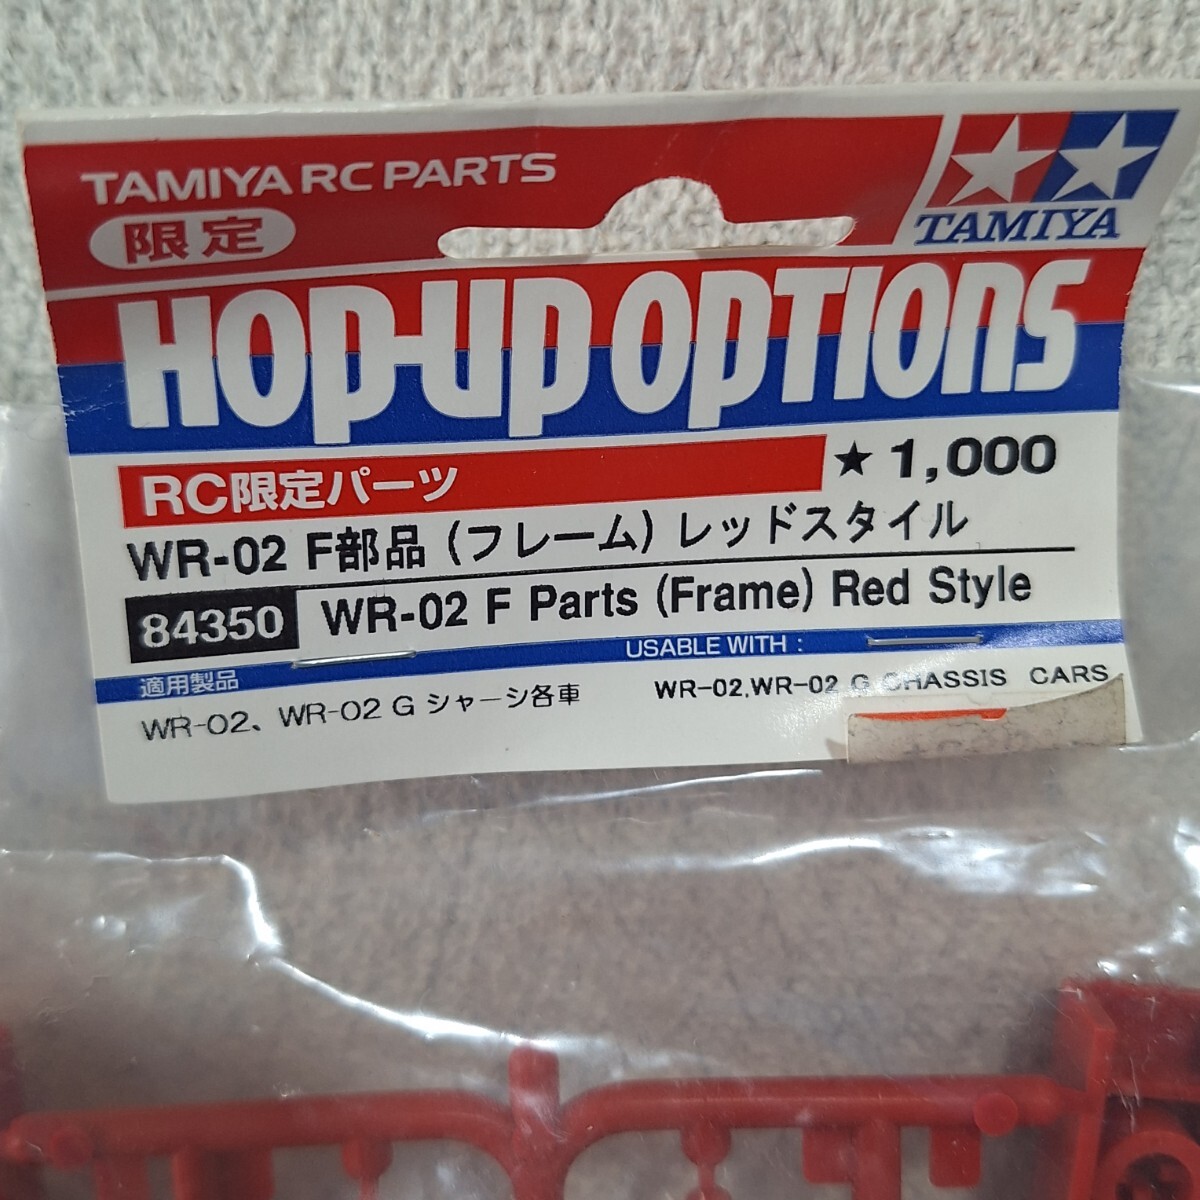 TAMIYA RC PARTS
限定
TAMIYA
HOP-UP OPTIONS
RC限定パーツ
★ 1,000
WR-02 F部品 (フレーム) レッドスタイル
84350 WR-02 F Parts (Frame) Red Style
適用製品
USABLE WITH :
WR-02、WR-02 G シャーシ各車
WR-02,WR-02 G CHASSIS CARS